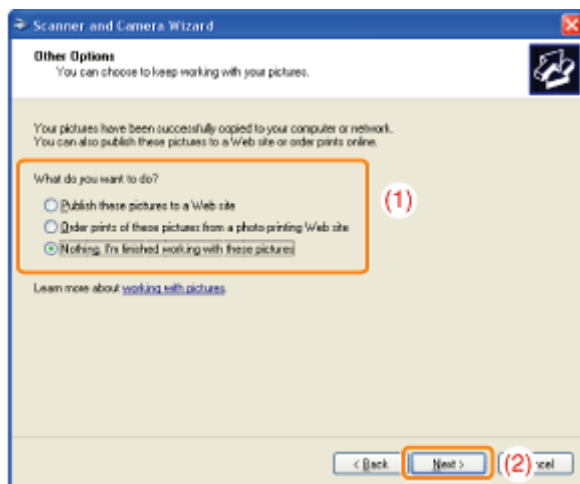 Scanner and Camera Wizard
Other Options
You can choose to keep working with your pictures.
Your pictures have been successfully copied to your computer or network.
You can also publish these pictures to a Web site or order prints online.
What do you want to do?
Publish these pictures to a Web site
Order prints of these pictures from a photo printing Web site
Nothing. I'm finished working with these pictures
(1)
Learn more about working with pictures.
< Back
Next >
(2)